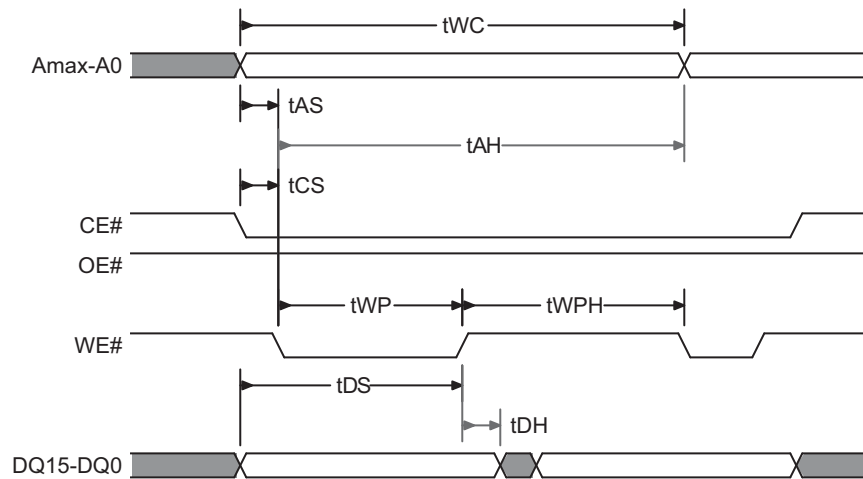 tWC
Amax-A0
tAS
tAH
tCS
CE#
OE#
tWP
tWPH
WE#
tDS
tDH
DQ15-DQ0